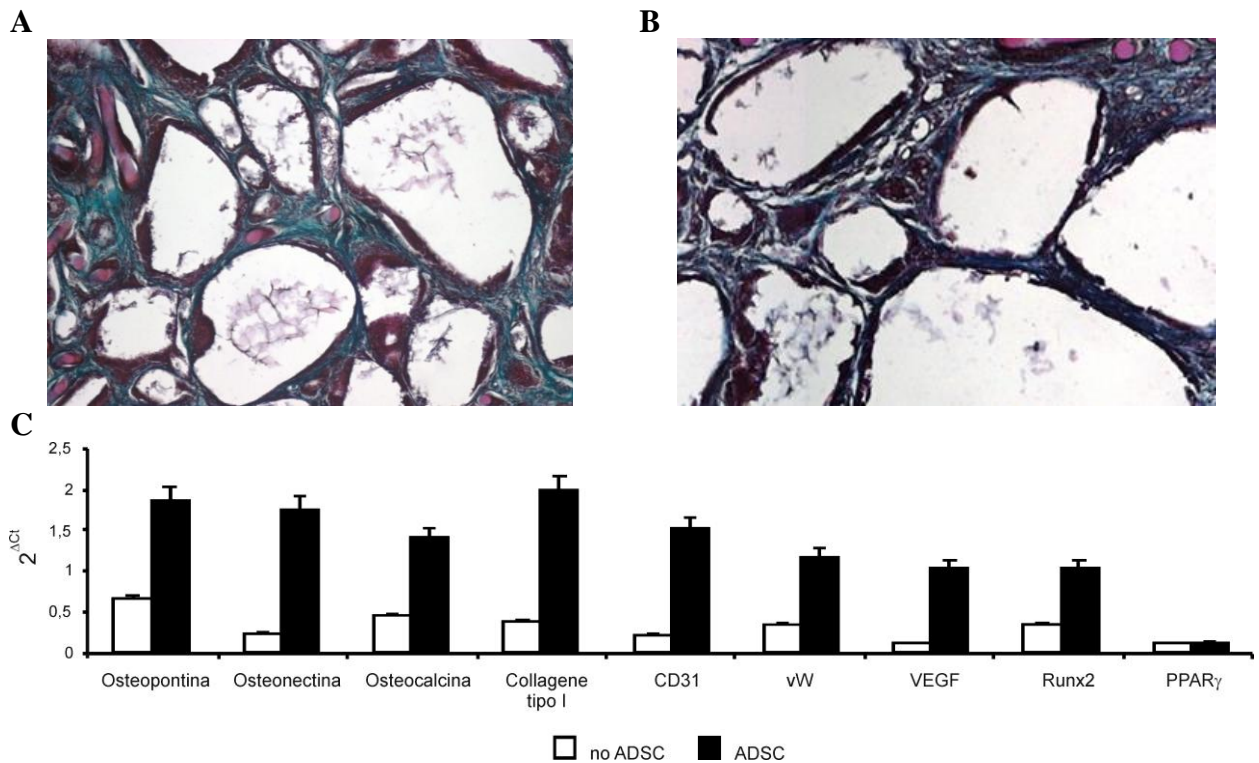 A
B
C
2,5
2
1,5
1
0,5
0
2^ΔCt
Osteopontina
Osteonectina
Osteocalcina
Collagene
tipo I
CD31
vW
VEGF
Runx2
PPARγ
no ADSC
ADSC